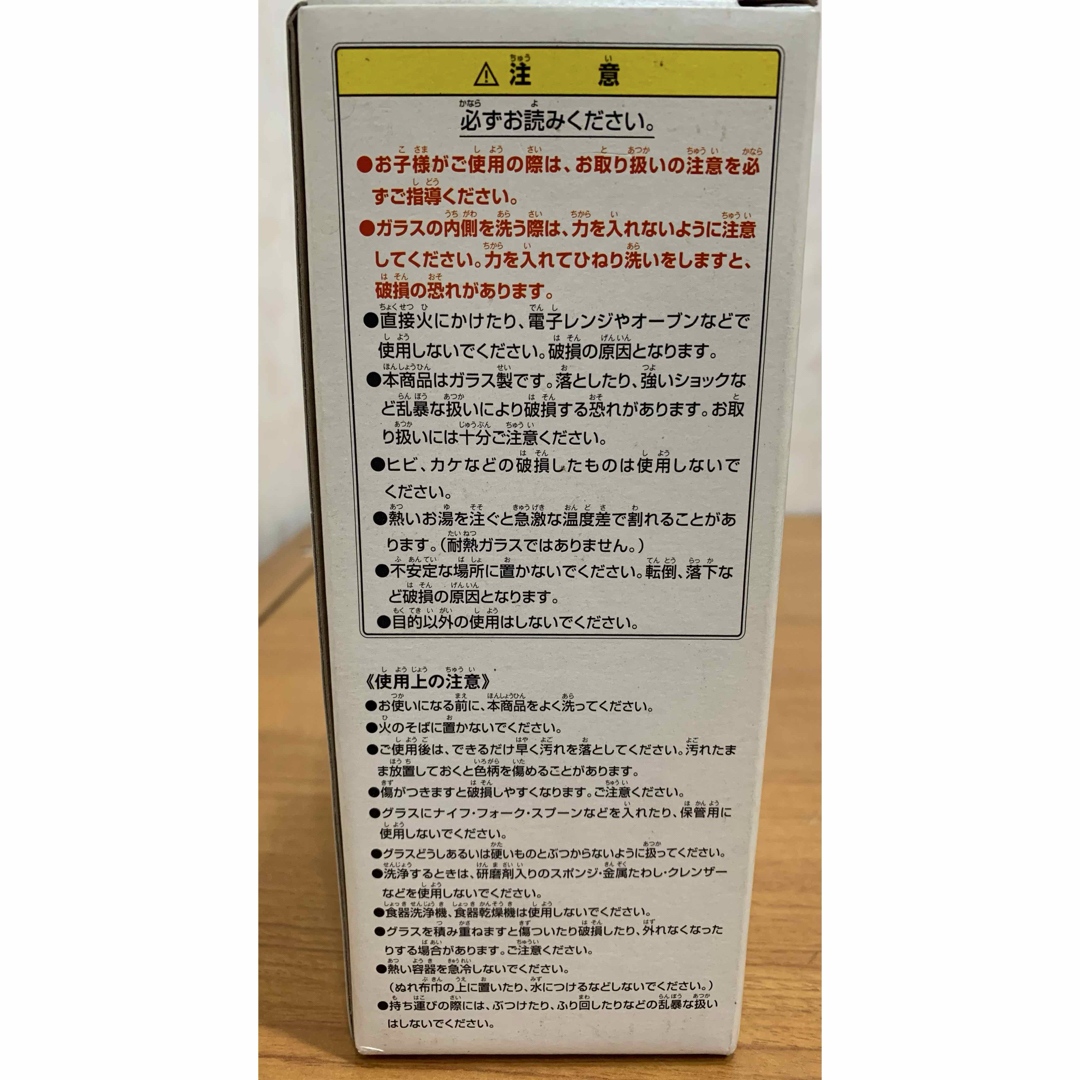 ⚠注意
必ずお読みください。
●お子様がご使用の際は、お取り扱いの注意を必
ずご指導ください。
●ガラスの内側を洗う際は、力を入れないように注意
してください。力を入れてひねり洗いをしますと、
破損の恐れがあります。
●直接火にかけたり、電子レンジやオーブンなどで
使用しないでください。破損の原因となります。
●本商品はガラス製です。落としたり、強いショックな
ど乱暴な扱いにより破損する恐れがあります。お取
り扱いには十分ご注意ください。
●ヒビ、カケなどの破損したものは使用しないで
ください。
●熱いお湯を注ぐと急激な温度差で割れることがあ
ります。(耐熱ガラスではありません。)
●不安定な場所に置かないでください。転倒、落下な
ど破損の原因となります。
●目的以外の使用はしないでください。
《使用上の注意》
●お使いになる前に、本商品をよく洗ってください。
●火のそばに置かないでください。
●ご使用後は、できるだけ早く汚れを落としてください。汚れたま
ま放置しておくと色柄を傷めることがあります。
●傷がつきますと破損しやすくなります。ご注意ください。
●グラスにナイフ・フォーク・スプーンなどを入れたり、保管用に
使用しないでください。
●グラスどうしあるいは硬いものとぶつからないように扱ってください。
●洗浄するときは、研磨剤入りのスポンジ・金属たわし・クレンザー
などを使用しないでください。
●食器洗浄機、食器乾燥機は使用しないでください。
●グラスを積み重ねますと傷ついたり破損したり、外れなくなった
りする場合があります。ご注意ください。
●熱い容器を急冷しないでください。
(ぬれ布巾の上に置いたり、水につけるなどしないでください。)
●持ち運びの際には、ぶつけたり、ふり回したりなどの乱暴な扱い
はしないでください。